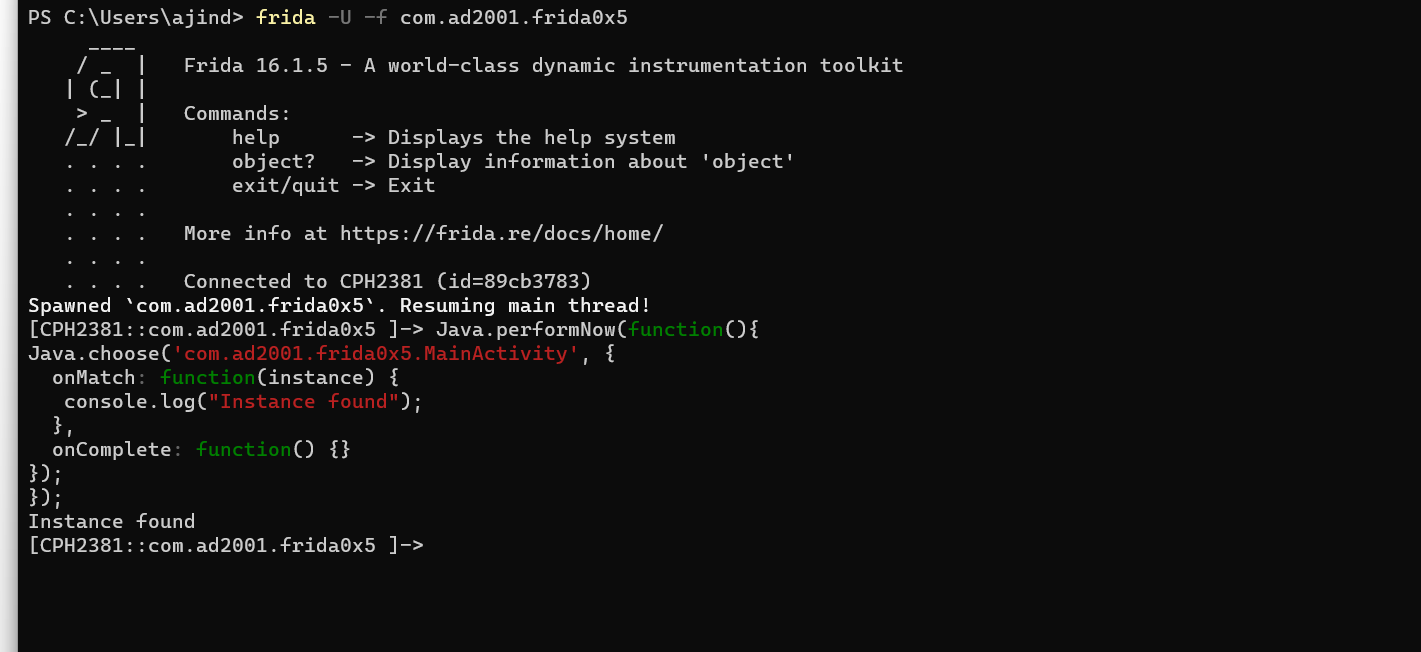 PS C:\Users\ajind> frida -U -f com.ad2001.frida0x5
     ____
    / _  |   Frida 16.1.5 - A world-class dynamic instrumentation toolkit
   | (_| |
    > _  |   Commands:
   /_/ |_|       help      -> Displays the help system
   . . . .       object?   -> Display information about 'object'
   . . . .       exit/quit -> Exit
   . . . .
   . . . .   More info at https://frida.re/docs/home/
   . . . .
   . . . .   Connected to CPH2381 (id=89cb3783)
Spawned `com.ad2001.frida0x5`. Resuming main thread!
[CPH2381::com.ad2001.frida0x5 ]-> Java.performNow(function(){
Java.choose('com.ad2001.frida0x5.MainActivity', {
  onMatch: function(instance) {
   console.log("Instance found");
  },
  onComplete: function() {}
});
});
Instance found
[CPH2381::com.ad2001.frida0x5 ]->